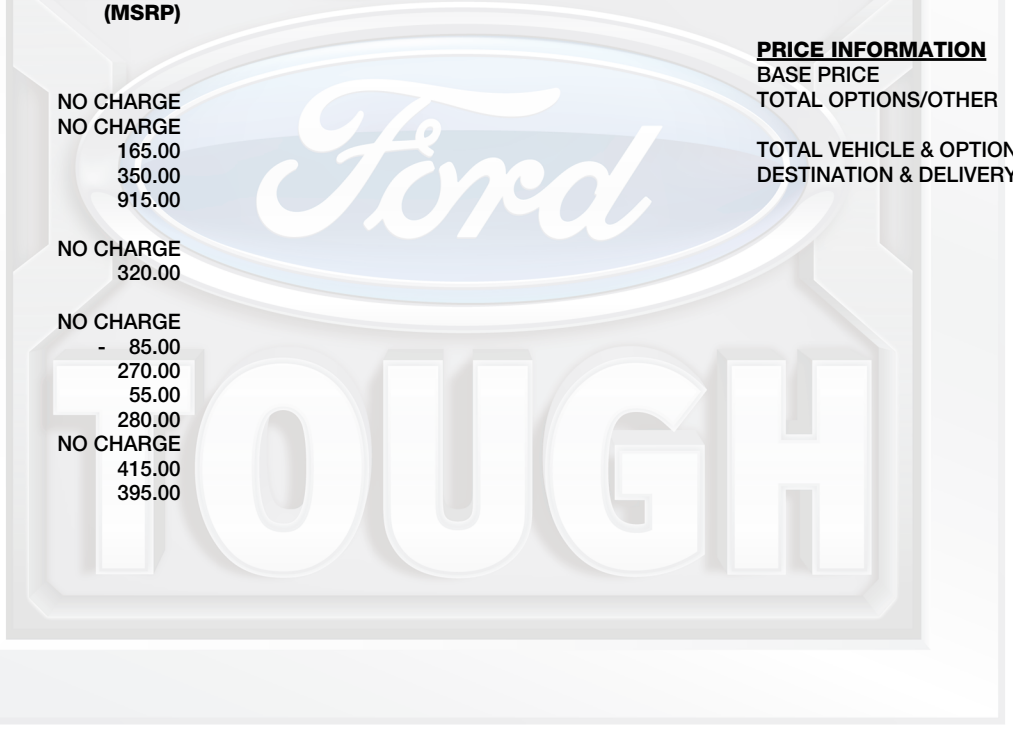 (MSRP)
NO CHARGE
NO CHARGE
165.00
350.00
915.00
NO CHARGE
320.00
NO CHARGE
- 85.00
270.00
55.00
280.00
NO CHARGE
415.00
395.00
PRICE INFORMATION
BASE PRICE
TOTAL OPTIONS/OTHER
TOTAL VEHICLE & OPTION
DESTINATION & DELIVERY
Ford
TOUGH